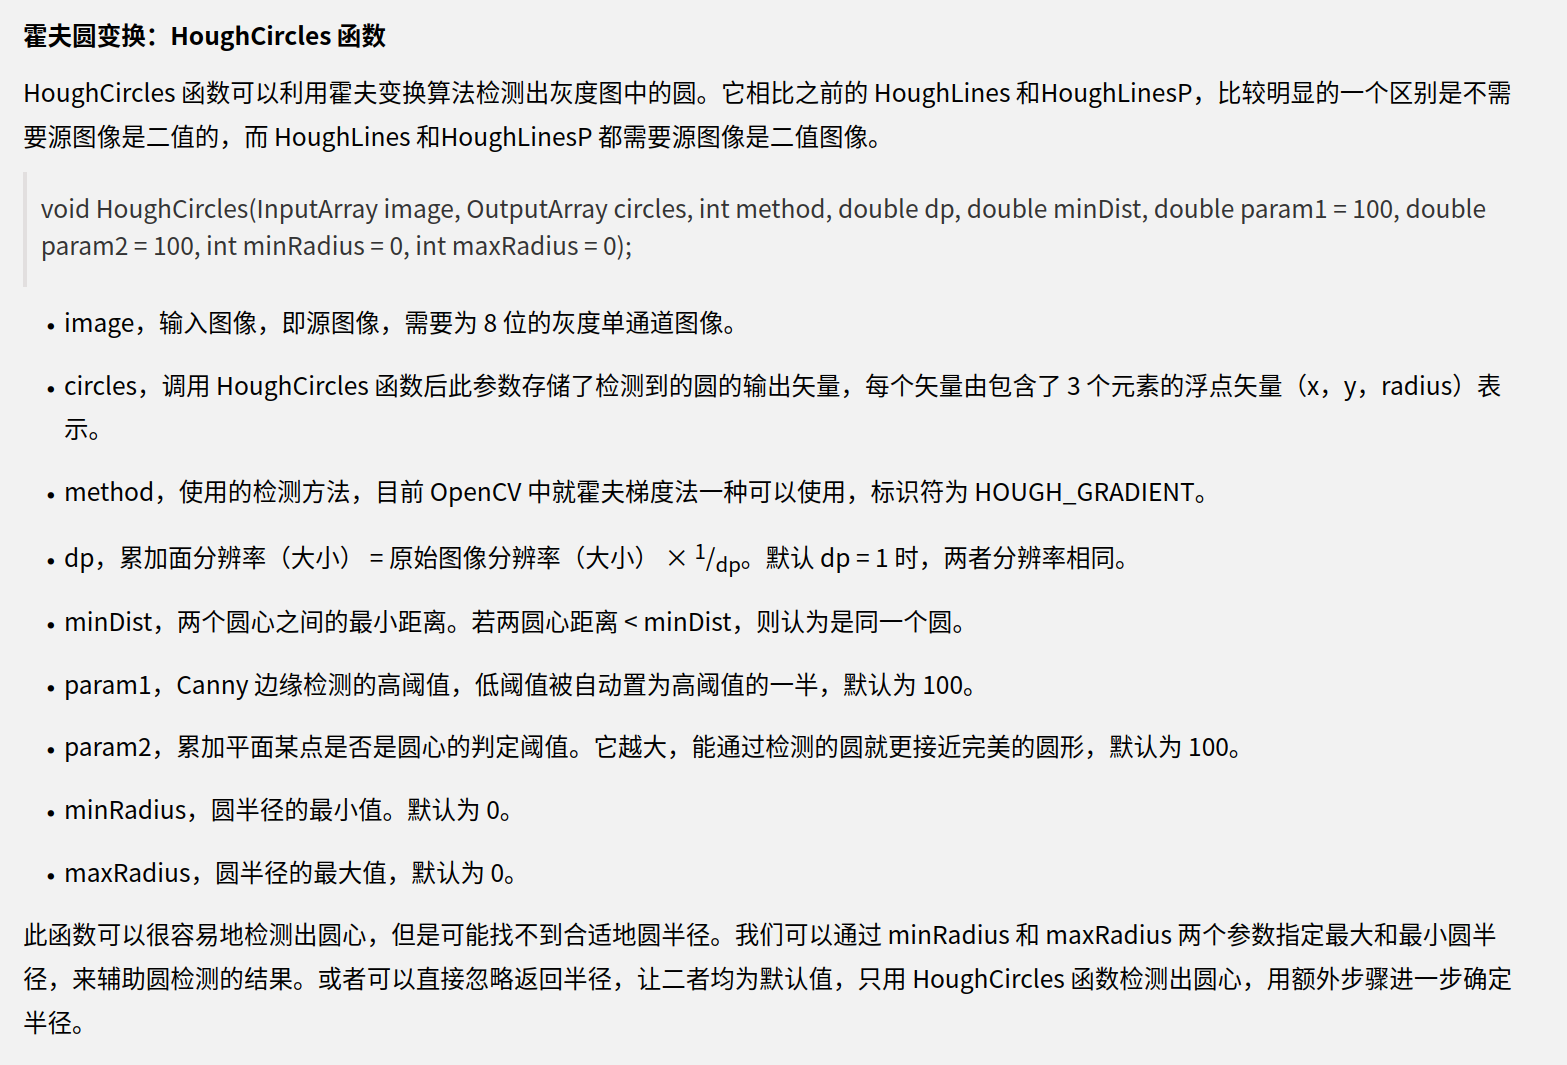 霍夫圆变换：HoughCircles 函数
HoughCircles 函数可以利用霍夫变换算法检测出灰度图中的圆。它相比之前的 HoughLines 和HoughLinesP，比较明显的一个区别是不需
要源图像是二值的，而 HoughLines 和HoughLinesP 都需要源图像是二值图像。
void HoughCircles(InputArray image, OutputArray circles, int method, double dp, double minDist, double param1 = 100, double
param2 = 100, int minRadius = 0, int maxRadius = 0);
• image，输入图像，即源图像，需要为 8 位的灰度单通道图像。
• circles，调用 HoughCircles 函数后此参数存储了检测到的圆的输出矢量，每个矢量由包含了 3 个元素的浮点矢量（x，y，radius）表
示。
• method，使用的检测方法，目前 OpenCV 中就霍夫梯度法一种可以使用，标识符为 HOUGH_GRADIENT。
• dp，累加面分辨率（大小） = 原始图像分辨率（大小） × 1/dp。默认 dp = 1 时，两者分辨率相同。
• minDist，两个圆心之间的最小距离。若两圆心距离 < minDist，则认为是同一个圆。
• param1，Canny 边缘检测的高阈值，低阈值被自动置为高阈值的一半，默认为 100。
• param2，累加平面某点是否是圆心的判定阈值。它越大，能通过检测的圆就更接近完美的圆形，默认为 100。
• minRadius，圆半径的最小值。默认为 0。
• maxRadius，圆半径的最大值，默认为 0。
此函数可以很容易地检测出圆心，但是可能找不到合适地圆半径。我们可以通过 minRadius 和 maxRadius 两个参数指定最大和最小圆半
径，来辅助圆检测的结果。或者可以直接忽略返回半径，让二者均为默认值，只用 HoughCircles 函数检测出圆心，用额外步骤进一步确定
半径。